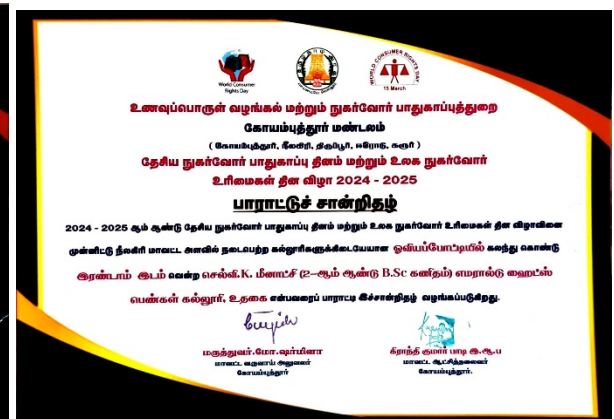 World Consumer
Rights Day
WORLD CONSUMER RIGHTS DAY
15 March
உணவுப்பொருள் வழங்கல் மற்றும் நுகர்வோர் பாதுகாப்புத்துறை
கோயம்புத்தூர் மண்டலம்
( கோயம்புத்தூர், நீலகிரி, திருப்பூர், ஈரோடு, கரூர் )
தேசிய நுகர்வோர் பாதுகாப்பு தினம் மற்றும் உலக நுகர்வோர்
உரிமைகள் தின விழா 2024 - 2025
பாராட்டுச் சான்றிதழ்
2024 - 2025 ஆம் ஆண்டு தேசிய நுகர்வோர் பாதுகாப்பு தினம் மற்றும் உலக நுகர்வோர் உரிமைகள் தின விழாவினை
முன்னிட்டு நீலகிரி மாவட்ட அளவில் நடைபெற்ற கல்லூரிகளுக்கிடையேயான ஓவியப்போட்டியில் கலந்து கொண்டு
இரண்டாம் இடம் வென்ற செல்வி.K. மீனாட்சி (2-ஆம் ஆண்டு B.Sc கணிதம்) எமரால்டு ஹைட்ஸ்
பெண்கள் கல்லூரி, உதகை என்பவரைப் பாராட்டி இச்சான்றிதழ் வழங்கப்படுகிறது.
மருத்துவர்.மோ.ஷர்மிளா
மாவட்ட வருவாய் அலுவலர்
கோயம்புத்தூர்
கிராந்தி குமார் பாடி இ.ஆ.ப
மாவட்ட ஆட்சித்தலைவர்
கோயம்புத்தூர்.